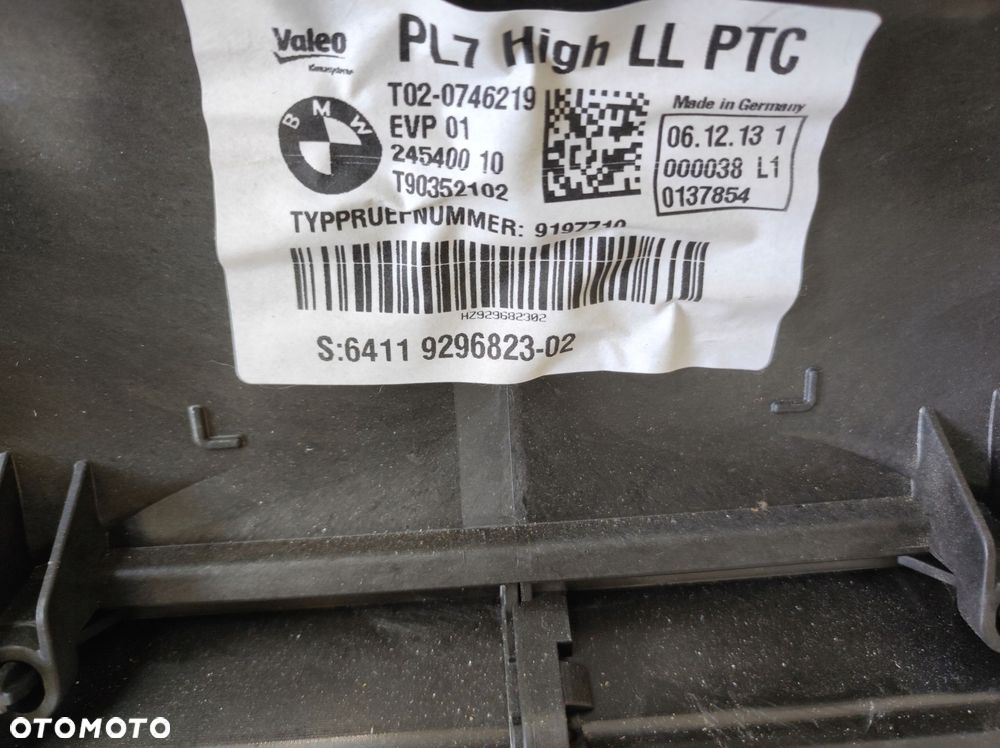 Valeo
PL7 High LL PTC
T02-0746219
EVP 01
245400 10
T90352102
BMW
Made in Germany
06.12.13 1
000038 L1
0137854
TYPPRUEFNUMMER: 9197710
HZ929682302
S:6411 9296823-02
OTOMOTO